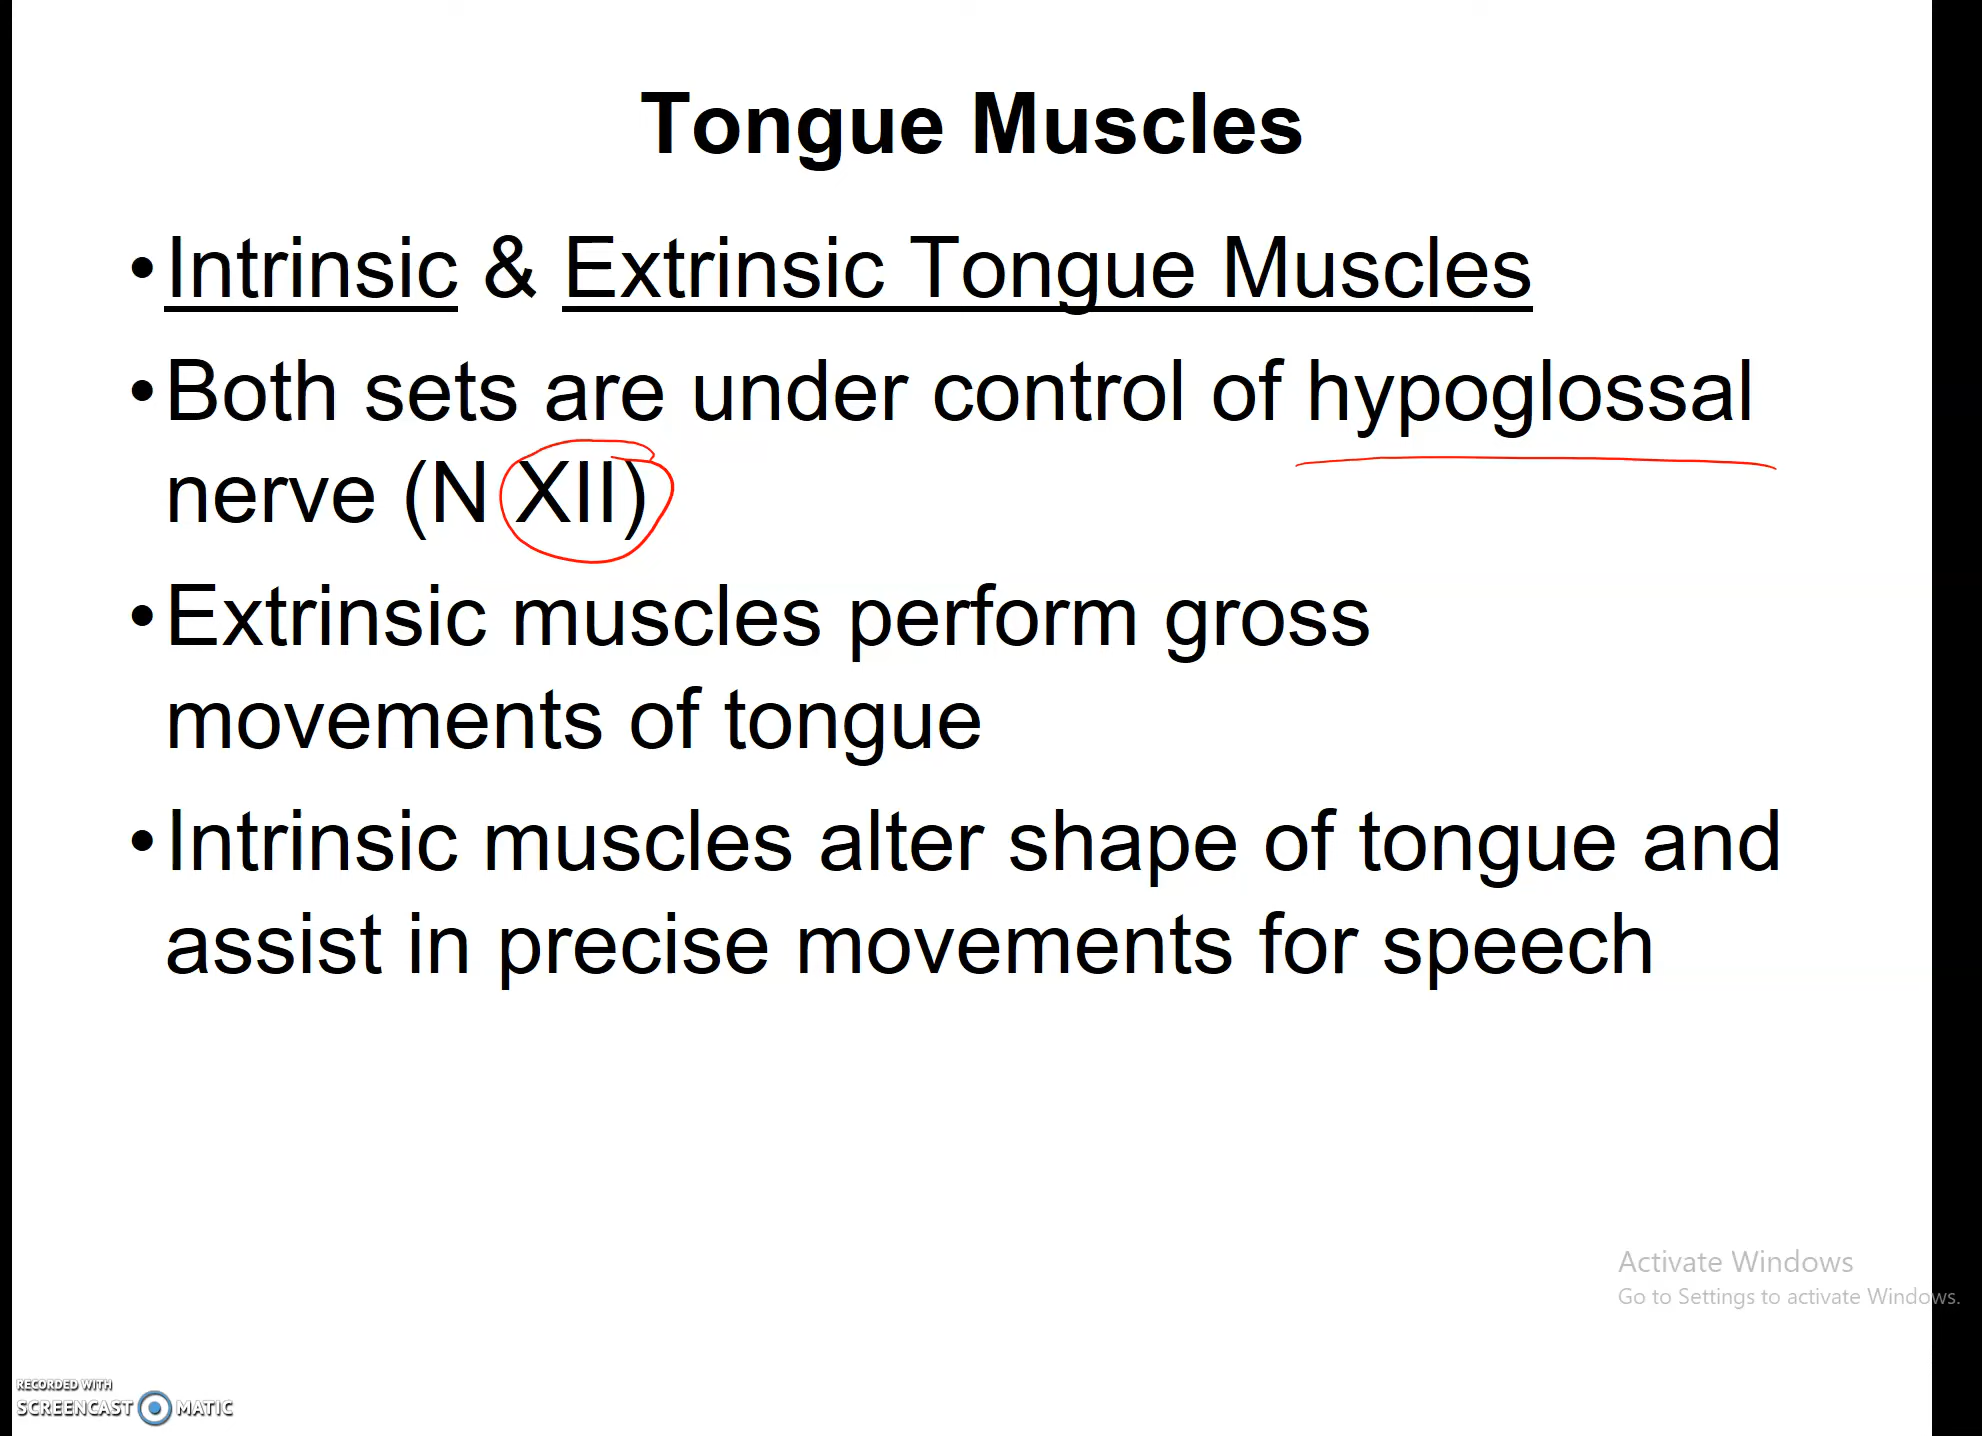 Tongue Muscles
•Intrinsic & Extrinsic Tongue Muscles
•Both sets are under control of hypoglossal
nerve (N XII)
•Extrinsic muscles perform gross
movements of tongue
•Intrinsic muscles alter shape of tongue and
assist in precise movements for speech
Activate Windows
Go to Settings to activate Windows.
RECORDED WITH
SCREENCAST MATIC